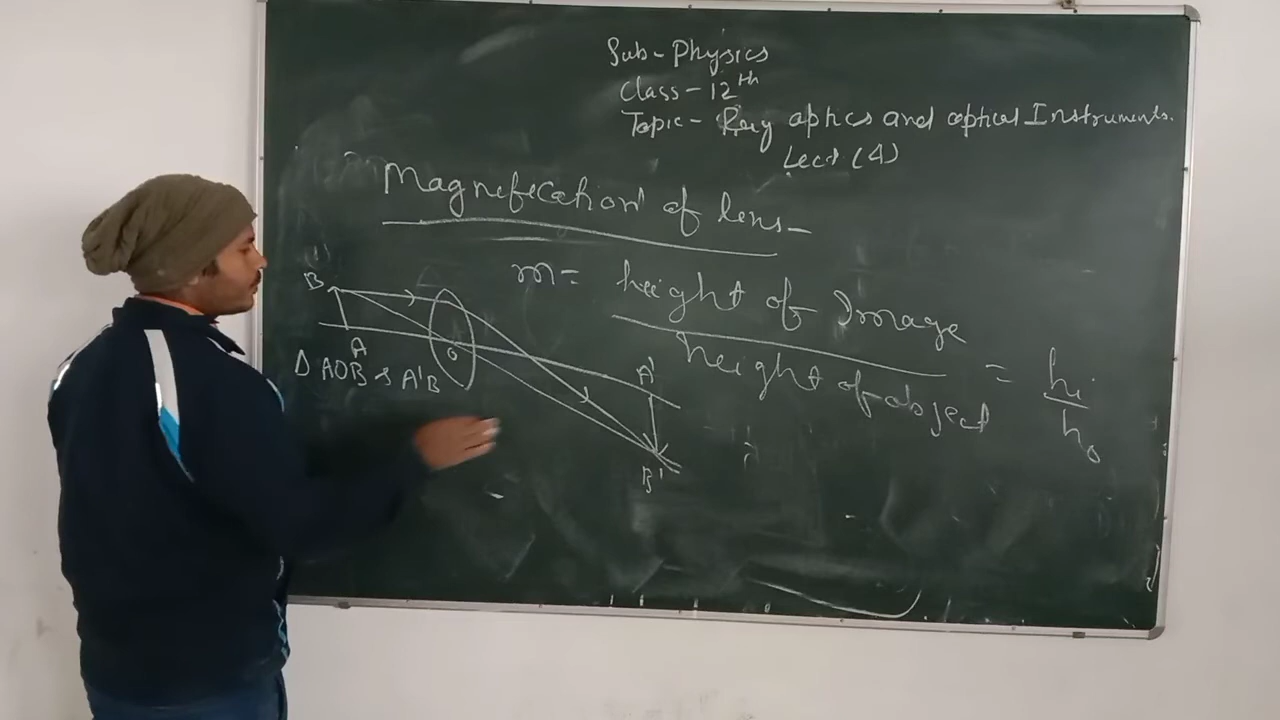 Sub - Physics
Class - 12th
Topic - Ray optics and optical Instruments.
Lect (4)
Magnification of lens -
m = height of Image / height of object = hi / ho
B
A
O
A'
B'
Δ AOB & A'B